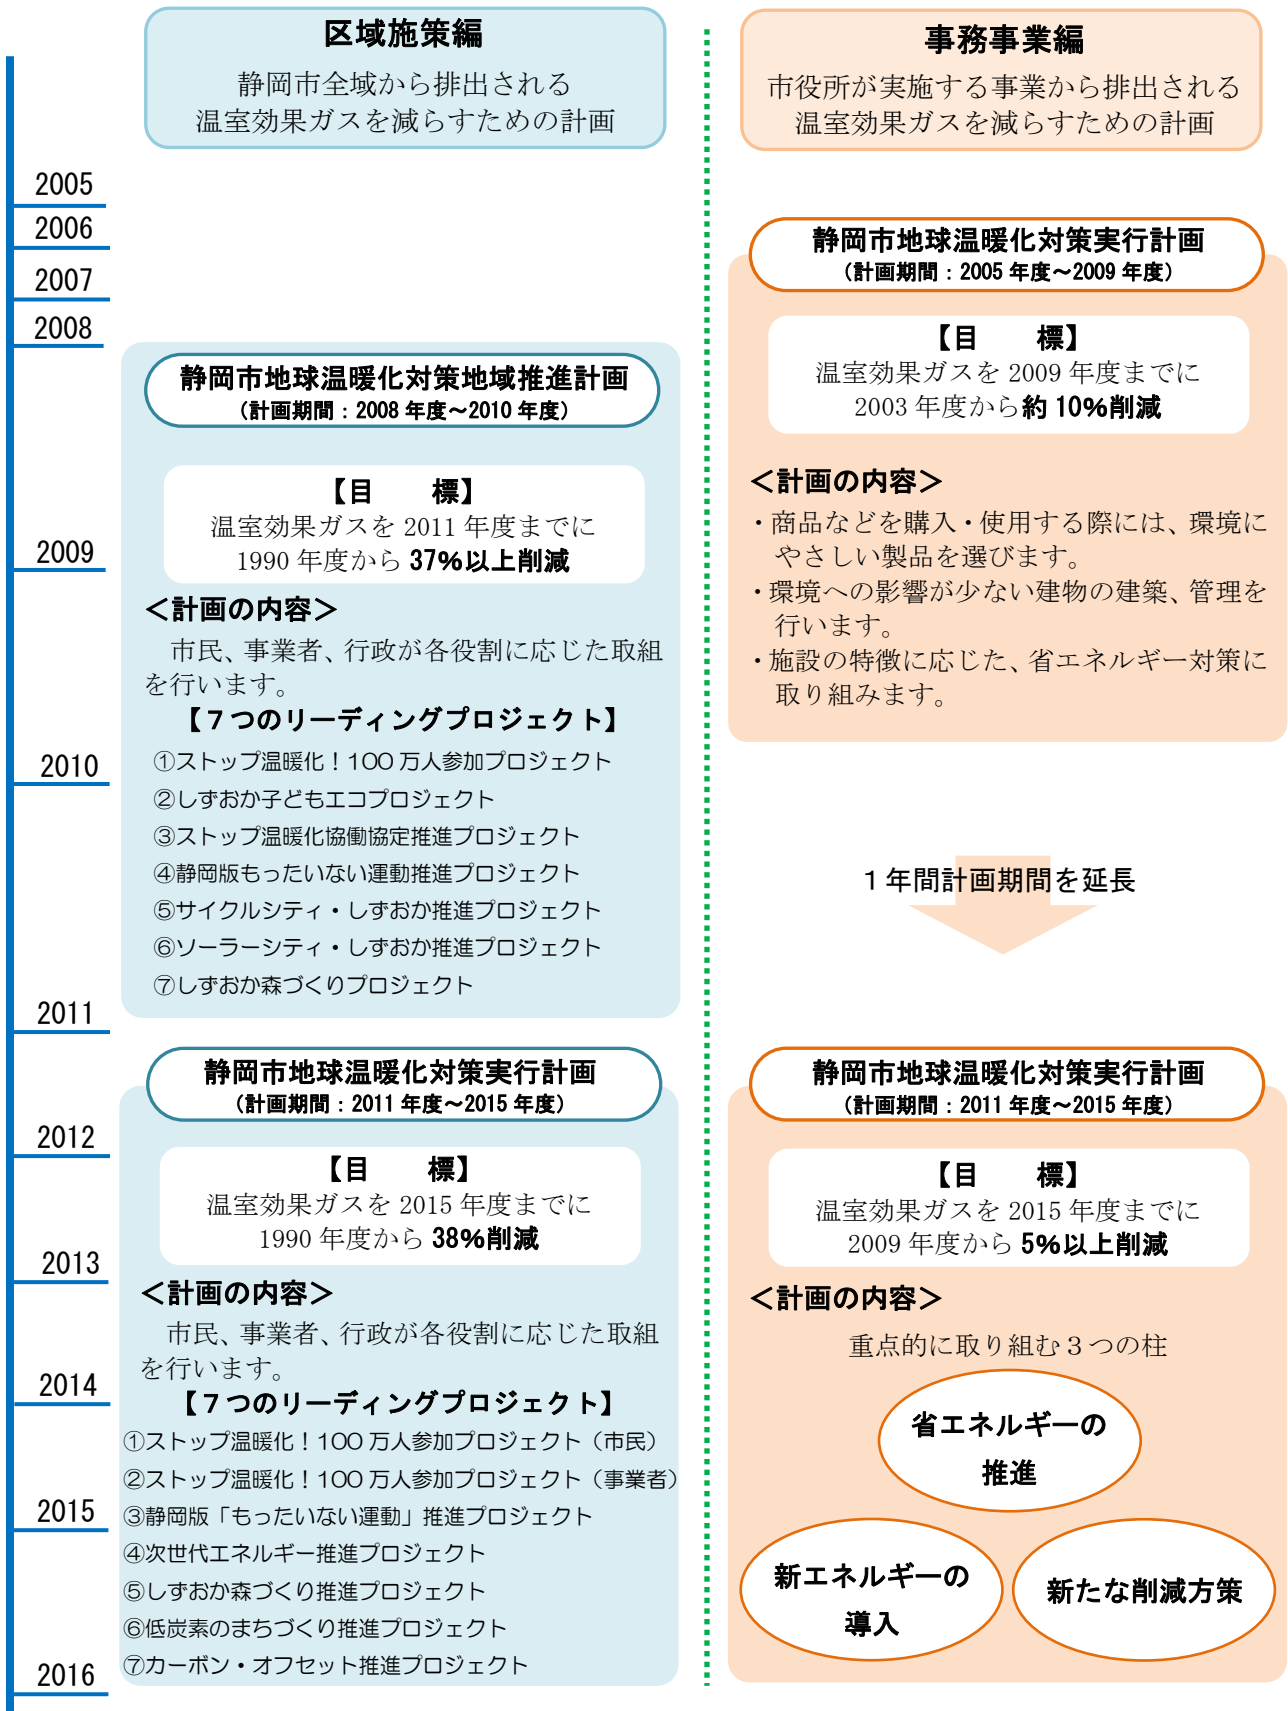 区域施策編
静岡市全域から排出される
温室効果ガスを減らすための計画
事務事業編
市役所が実施する事業から排出される
温室効果ガスを減らすための計画
2005
2006
2007
2008
2009
2010
2011
2012
2013
2014
2015
2016
静岡市地球温暖化対策地域推進計画
（計画期間：2008 年度～2010 年度）
【目　　標】
温室効果ガスを 2011 年度までに
1990 年度から 37%以上削減
＜計画の内容＞
市民、事業者、行政が各役割に応じた取組
を行います。
【７つのリーディングプロジェクト】
①ストップ温暖化！100 万人参加プロジェクト
②しずおか子どもエコプロジェクト
③ストップ温暖化協働協定推進プロジェクト
④静岡版もったいない運動推進プロジェクト
⑤サイクルシティ・しずおか推進プロジェクト
⑥ソーラーシティ・しずおか推進プロジェクト
⑦しずおか森づくりプロジェクト
静岡市地球温暖化対策実行計画
（計画期間：2011 年度～2015 年度）
【目　　標】
温室効果ガスを 2015 年度までに
1990 年度から 38%削減
＜計画の内容＞
市民、事業者、行政が各役割に応じた取組
を行います。
【７つのリーディングプロジェクト】
①ストップ温暖化！100 万人参加プロジェクト（市民）
②ストップ温暖化！100 万人参加プロジェクト（事業者）
③静岡版「もったいない運動」推進プロジェクト
④次世代エネルギー推進プロジェクト
⑤しずおか森づくり推進プロジェクト
⑥低炭素のまちづくり推進プロジェクト
⑦カーボン・オフセット推進プロジェクト
静岡市地球温暖化対策実行計画
（計画期間：2005 年度～2009 年度）
【目　　標】
温室効果ガスを 2009 年度までに
2003 年度から約 10%削減
＜計画の内容＞
・商品などを購入・使用する際には、環境に
やさしい製品を選びます。
・環境への影響が少ない建物の建築、管理を
行います。
・施設の特徴に応じた、省エネルギー対策に
取り組みます。
１年間計画期間を延長
静岡市地球温暖化対策実行計画
（計画期間：2011 年度～2015 年度）
【目　　標】
温室効果ガスを 2015 年度までに
2009 年度から 5%以上削減
＜計画の内容＞
重点的に取り組む３つの柱
省エネルギーの
推進
新エネルギーの
導入
新たな削減方策